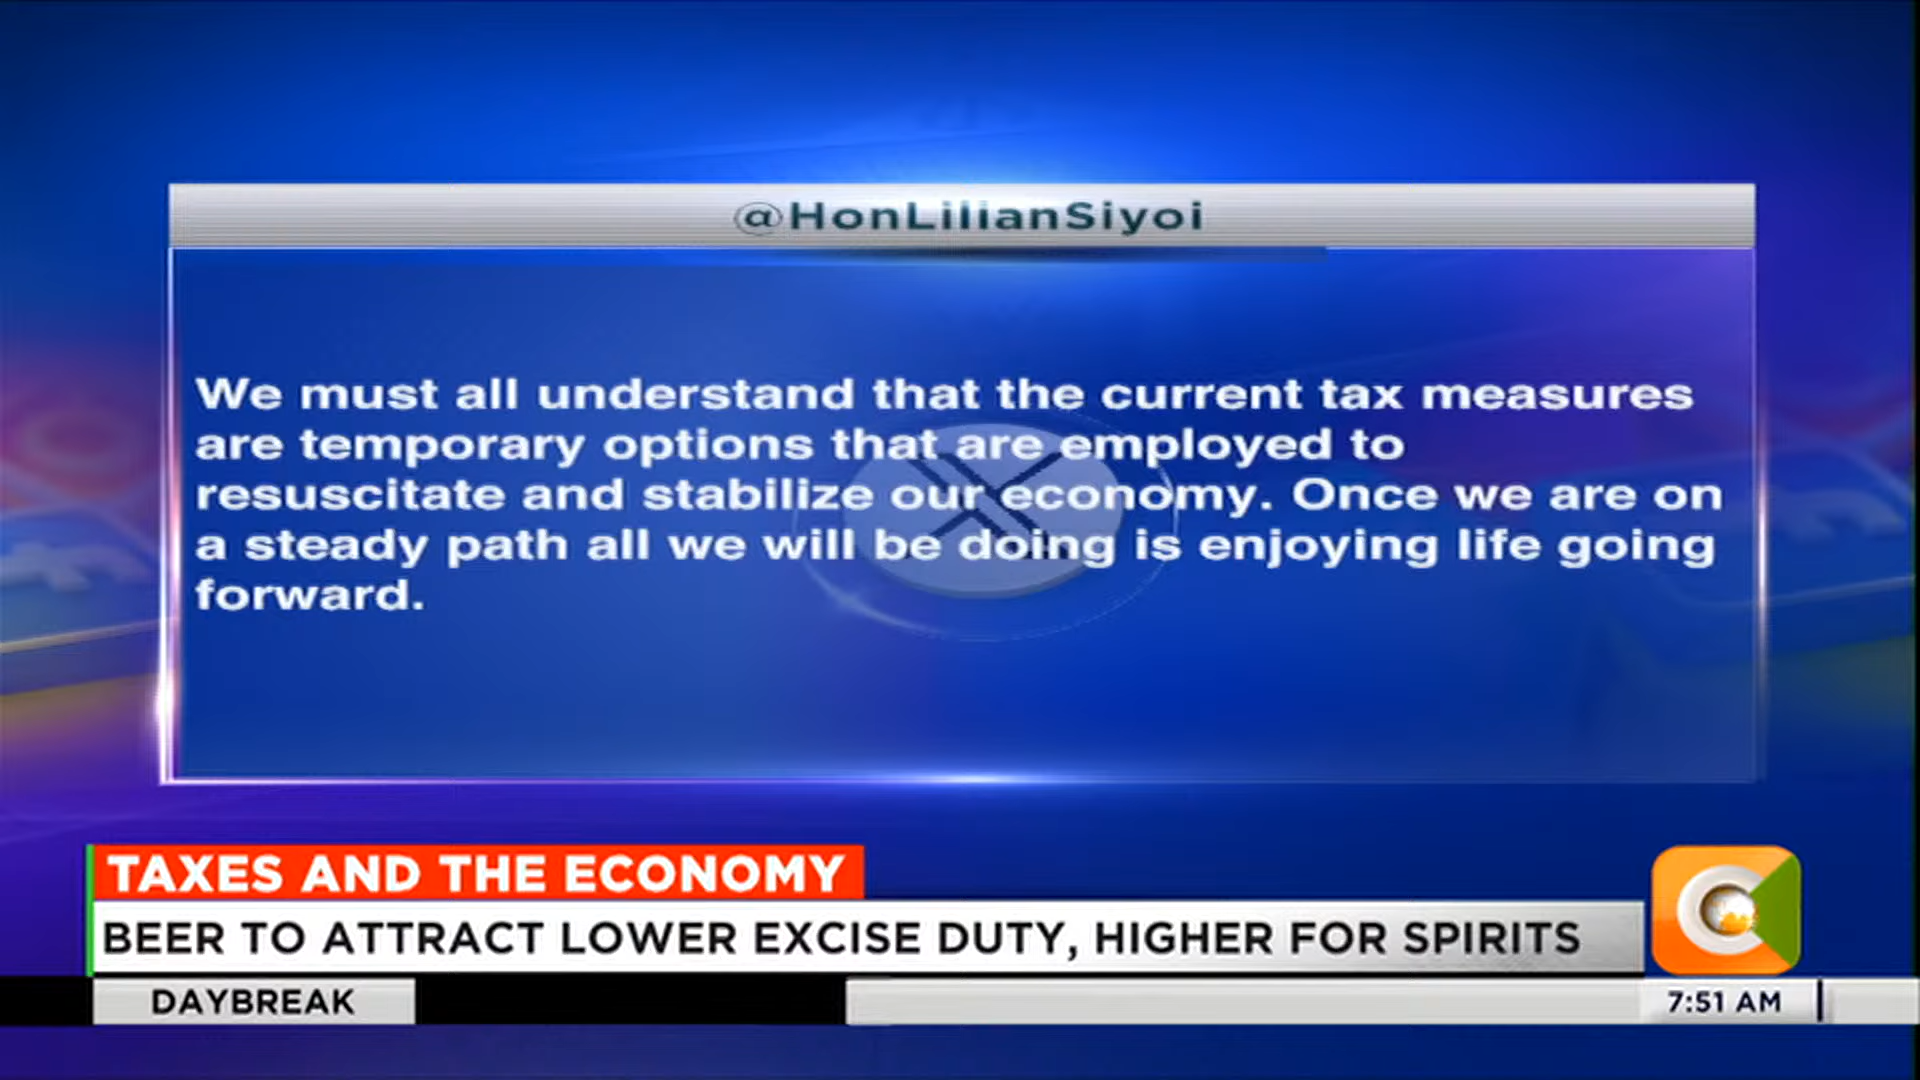 @HonLilianSiyoi
We must all understand that the current tax measures
are temporary options that are employed to
resuscitate and stabilize our economy. Once we are on
a steady path all we will be doing is enjoying life going
forward.
TAXES AND THE ECONOMY
BEER TO ATTRACT LOWER EXCISE DUTY, HIGHER FOR SPIRITS
DAYBREAK
7:51 AM